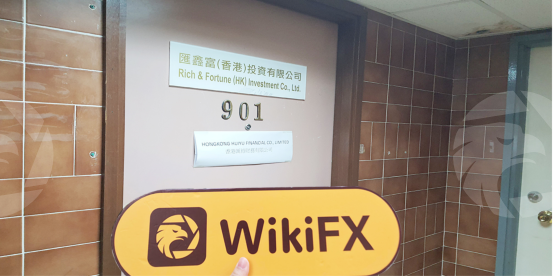 匯鑫富(香港)投資有限公司
Rich & Fortune (HK) Investment Co., Ltd.
901
HONGKONG HUIYU FINANCIAL CO., LIMITED
WikiFX